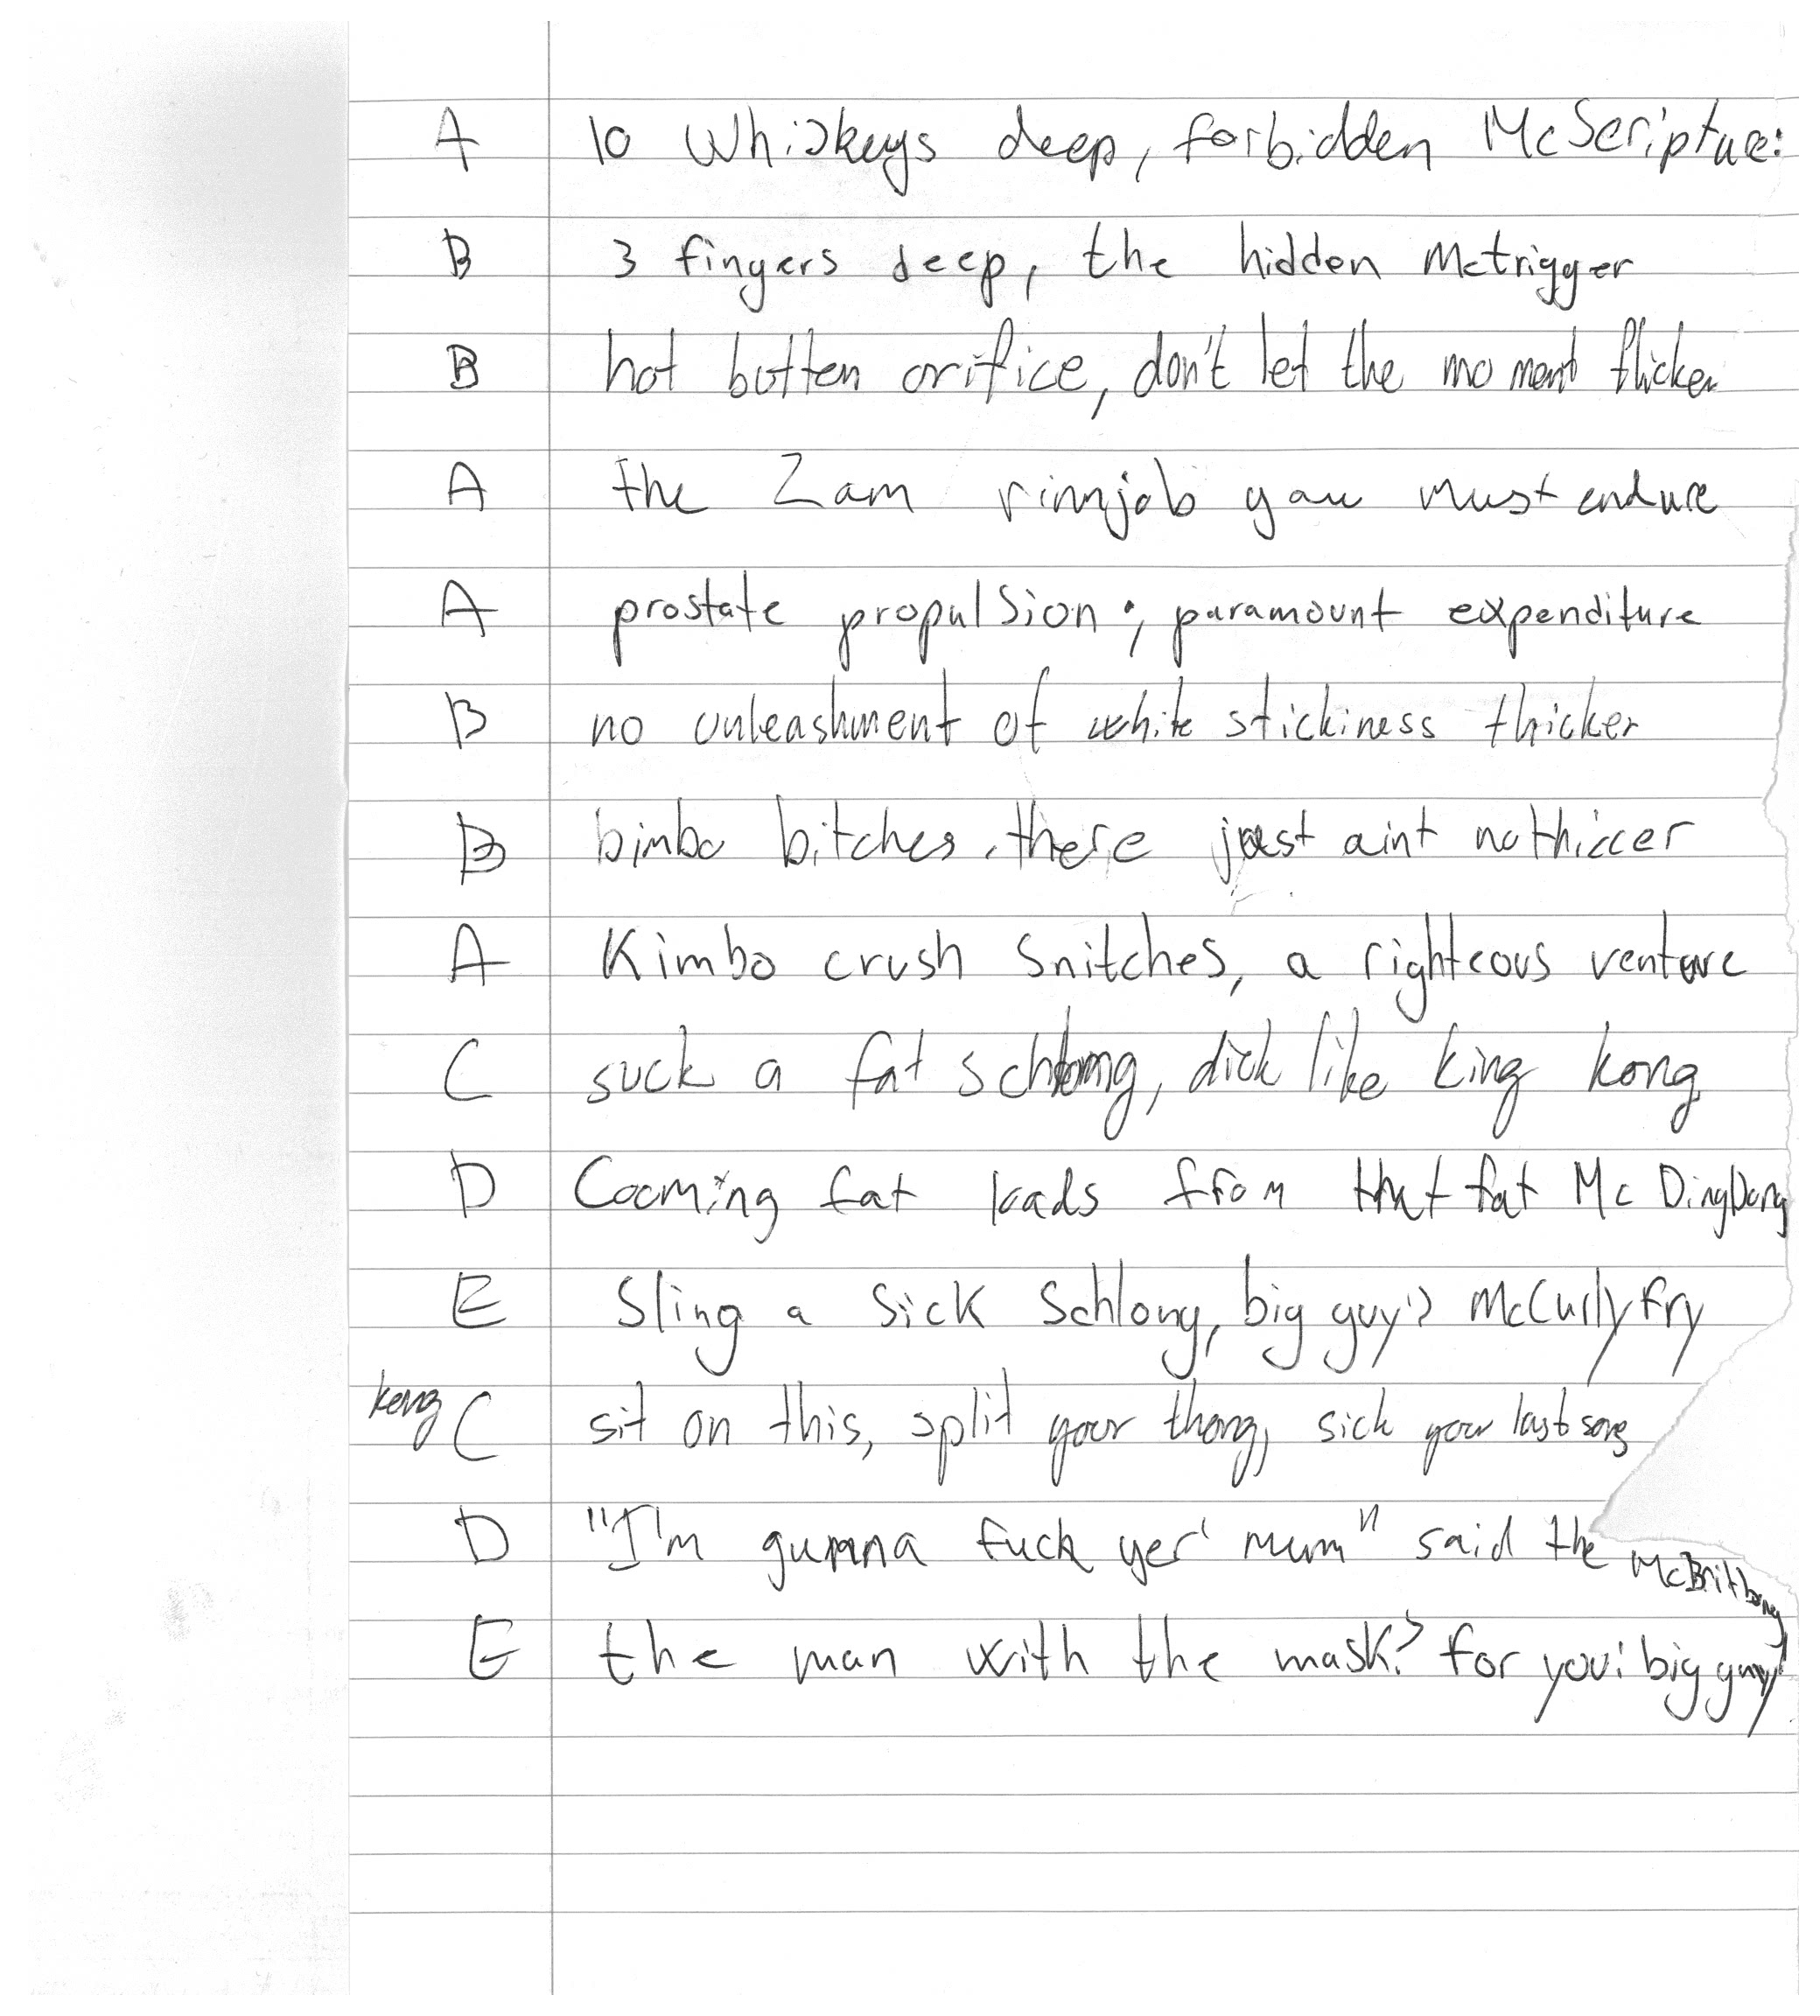 A 10 Whiskeys deep, forbidden McScripture:
B 3 fingers deep, the hidden Mctrigger
B hot botten orifice, don't let the moment flicker
A the Zam rimjob you must endure
A prostate propulsion; paramount expenditure
B no unleashment of white stickiness thicker
B bimbo bitches, there just aint no thiccer
A Kimbo crush Snitches, a righteous venture
C suck a fat schlong, dick like king kong
D Cooming fat loads from that fat Mc DingDong
E Sling a Sick Schlong, big guy's McCurlyfry
C sit on this, split your thong, sick your last song
D "I'm gunna fuck yer' mum" said the McBritbong
E the man with the mask? for you! big guy